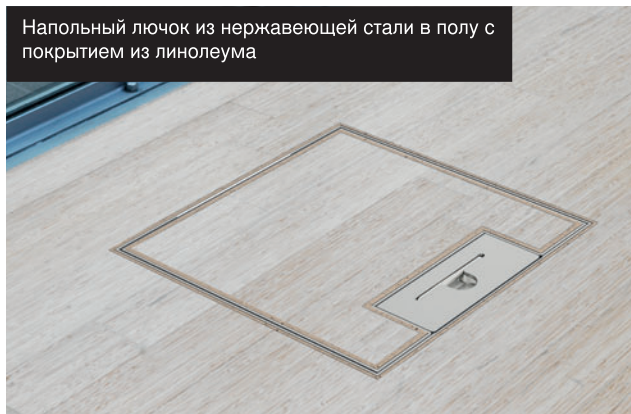 Напольный лючок из нержавеющей стали в полу с
покрытием из линолеума